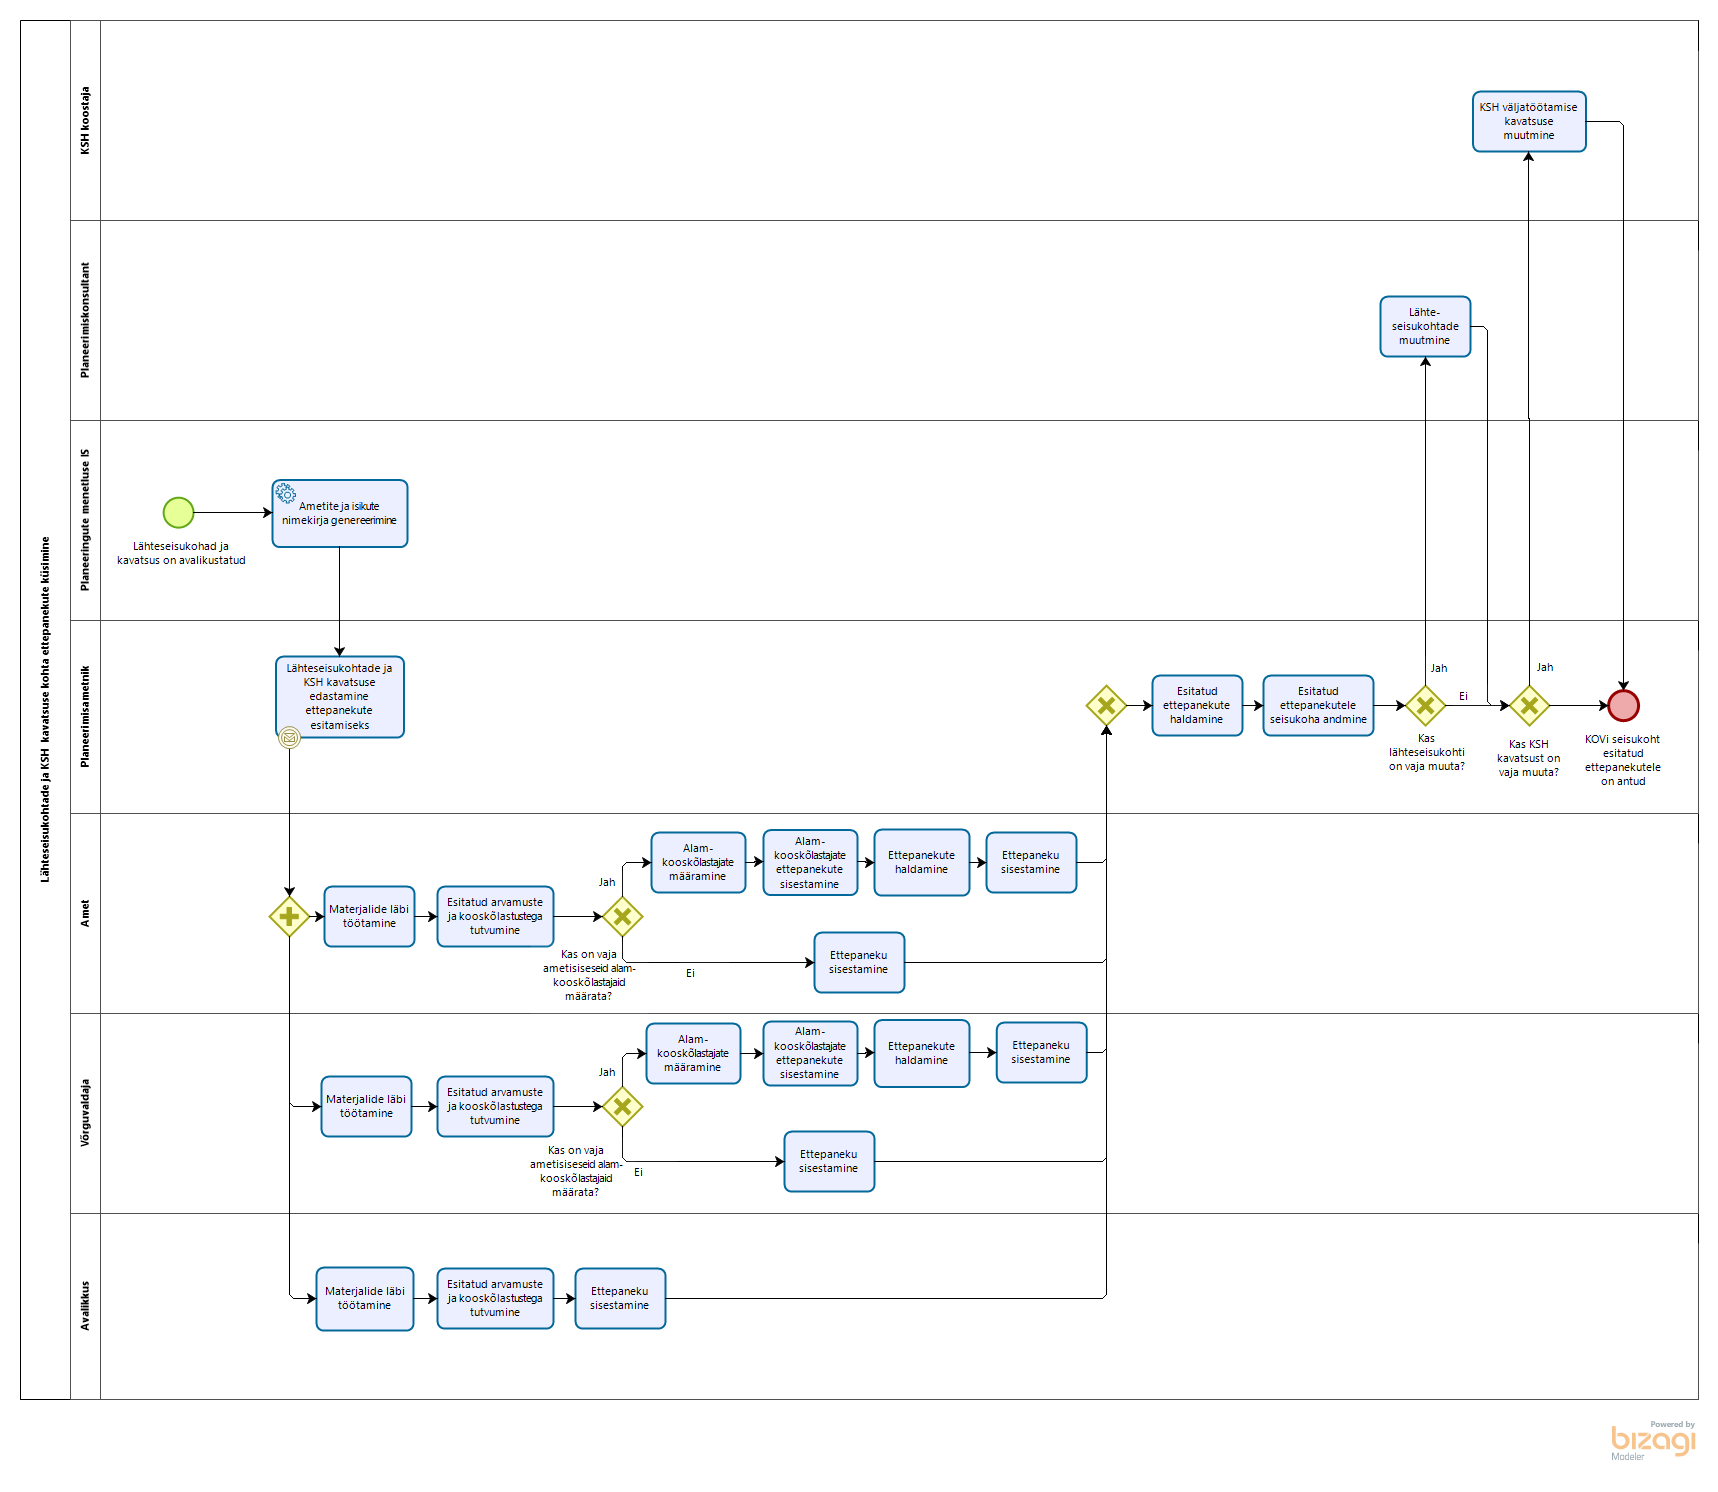 Lähteseisukohtade ja KSH kavatsuse kohta ettepanekute küsimine
KSH koostaja
KSH väljatöötamise
kavatsuse
muutmine
Planeerimiskonsultant
Lähte-
seisukohtade
muutmine
Planeeringute menetluse IS
Lähteseisukohad ja
kavatsus on avalikustatud
Ametite ja isikute
nimekirja genereerimine
Planeerimisametnik
Lähteseisukohtade ja
KSH kavatsuse
edastamine
ettepanekute
esitamiseks
Esitatud
ettepanekute
haldamine
Esitatud
ettepanekutele
seisukoha andmine
Jah
Ei
Kas
lähteseisukohti
on vaja muuta?
Jah
Kas KSH
kavatsust on
vaja muuta?
KOVi seisukoht
esitatud
ettepanekutele
on antud
Amet
Materjalide läbi
töötamine
Esitatud arvamuste
ja kooskõlastustega
tutvumine
Jah
Kas on vaja
ametisiseseid alam-
kooskõlastajaid
määrata?
Ei
Alam-
kooskõlastajate
määramine
Alam-
kooskõlastajate
ettepanekute
sisestamine
Ettepanekute
haldamine
Ettepaneku
sisestamine
Ettepaneku
sisestamine
Võrguvaldaja
Materjalide läbi
töötamine
Esitatud arvamuste
ja kooskõlastustega
tutvumine
Jah
Kas on vaja
ametisiseseid alam-
kooskõlastajaid
määrata?
Ei
Alam-
kooskõlastajate
määramine
Alam-
kooskõlastajate
ettepanekute
sisestamine
Ettepanekute
haldamine
Ettepaneku
sisestamine
Ettepaneku
sisestamine
Avalikkus
Materjalide läbi
töötamine
Esitatud arvamuste
ja kooskõlastustega
tutvumine
Ettepaneku
sisestamine
Powered by
bizagi
Modeler